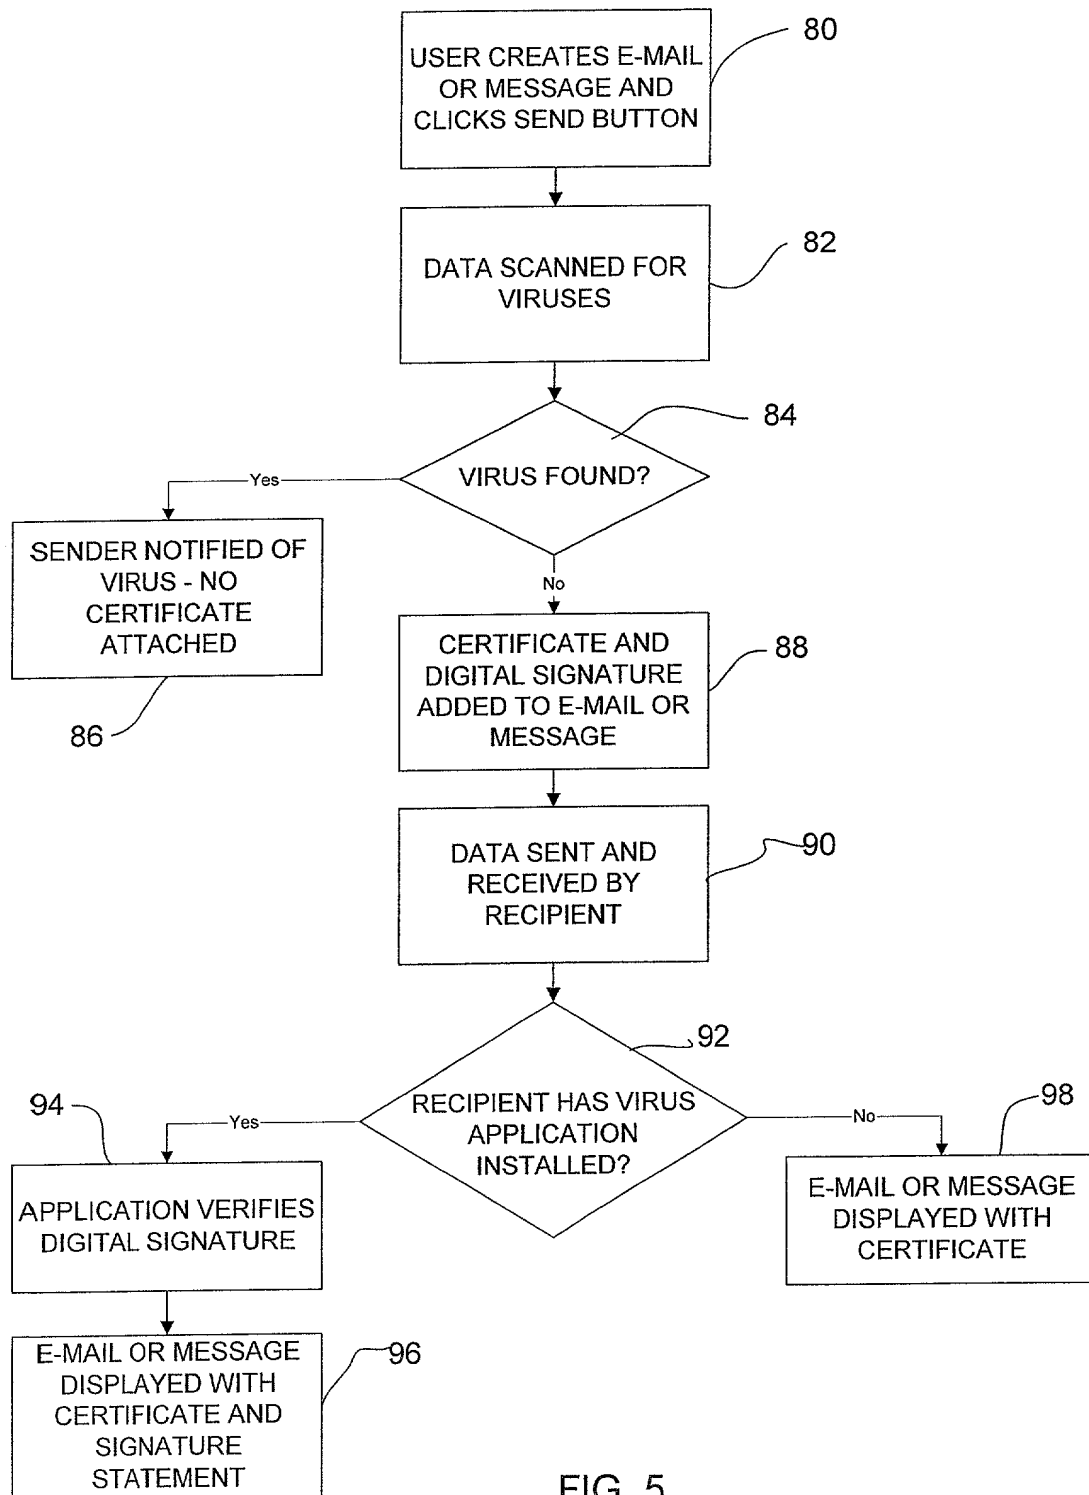 80
USER CREATES E-MAIL
OR MESSAGE AND
CLICKS SEND BUTTON
82
DATA SCANNED FOR
VIRUSES
84
VIRUS FOUND?
Yes
SENDER NOTIFIED OF
VIRUS - NO
CERTIFICATE
ATTACHED
86
No
CERTIFICATE AND
DIGITAL SIGNATURE
ADDED TO E-MAIL OR
MESSAGE
88
DATA SENT AND
RECEIVED BY
RECIPIENT
90
92
RECIPIENT HAS VIRUS
APPLICATION
INSTALLED?
94
Yes
APPLICATION VERIFIES
DIGITAL SIGNATURE
No
98
E-MAIL OR MESSAGE
DISPLAYED WITH
CERTIFICATE
E-MAIL OR MESSAGE
DISPLAYED WITH
CERTIFICATE AND
SIGNATURE
STATEMENT
96
FIG. 5